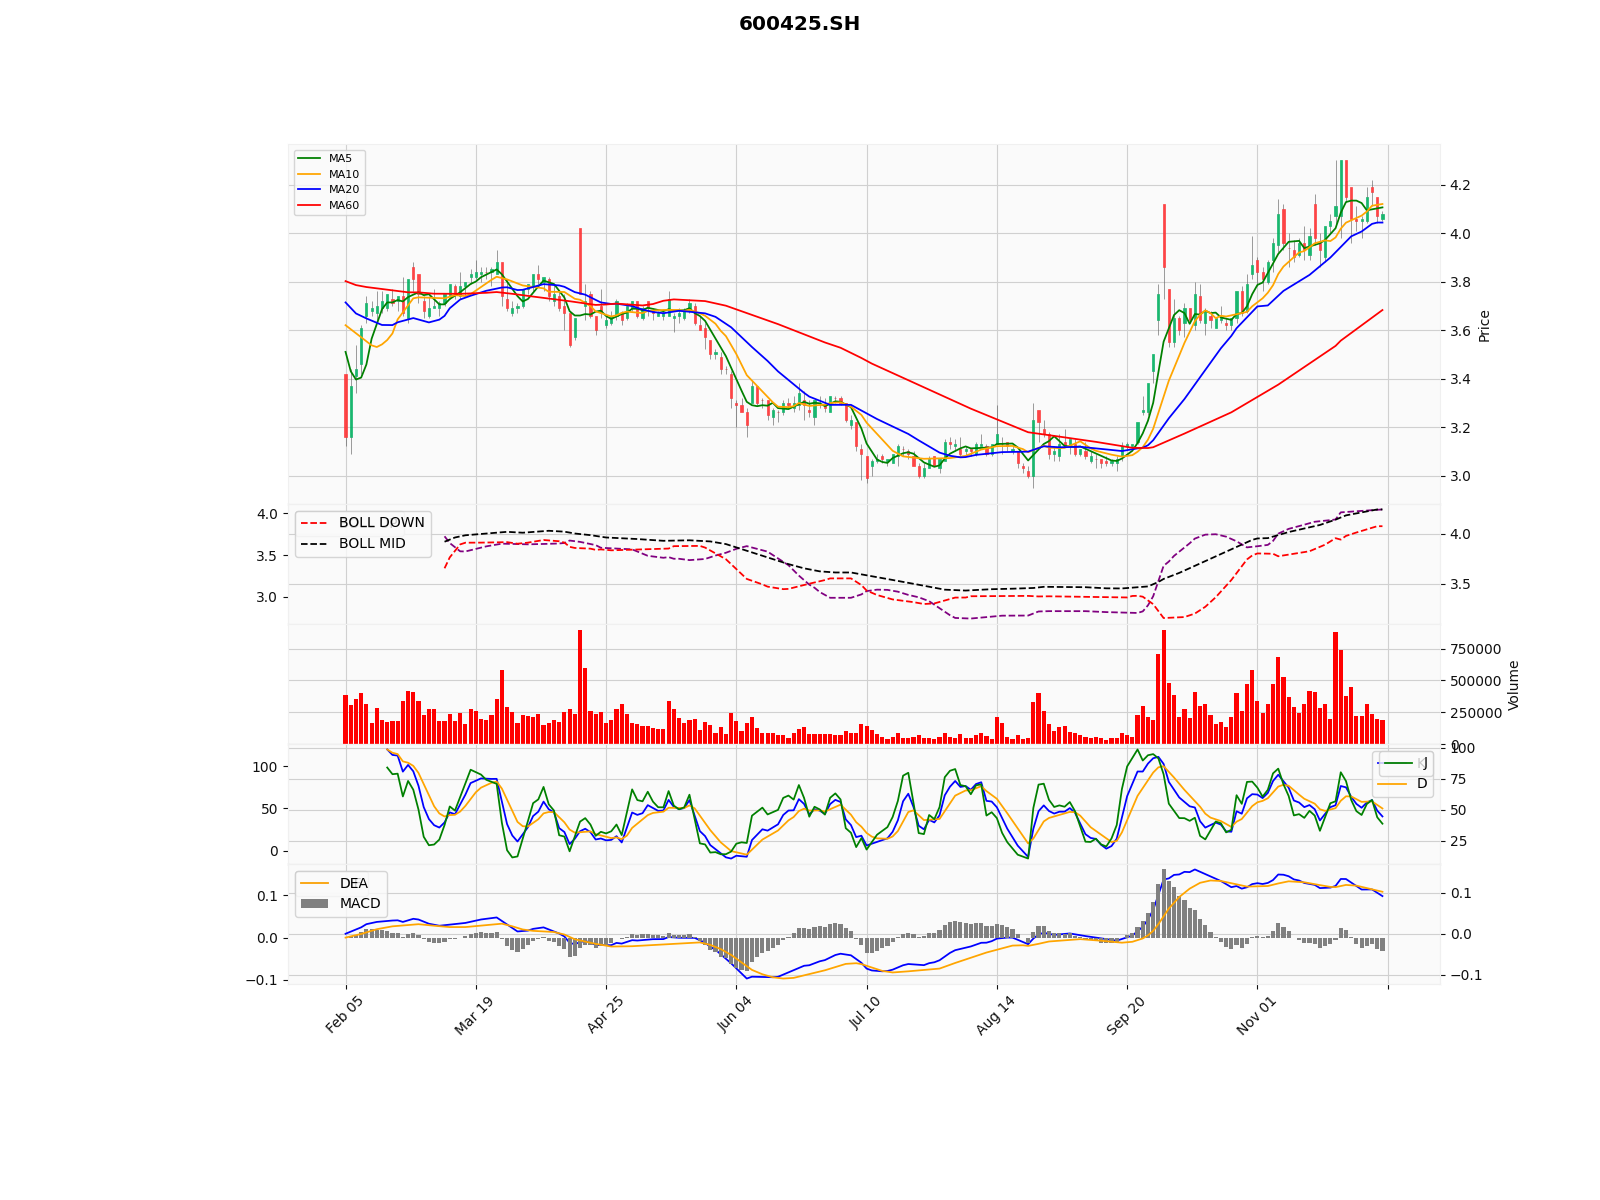 600425.SH
MA5
MA10
MA20
MA60
4.2
4.0
3.8
3.6
3.4
3.2
3.0
Price
BOLL DOWN
BOLL MID
4.0
3.5
3.0
4.0
3.5
750000
500000
250000
0
Volume
J
D
100
50
0
100
75
50
25
DEA
MACD
0.1
0.0
−0.1
0.1
0.0
−0.1
Feb 05
Mar 19
Apr 25
Jun 04
Jul 10
Aug 14
Sep 20
Nov 01